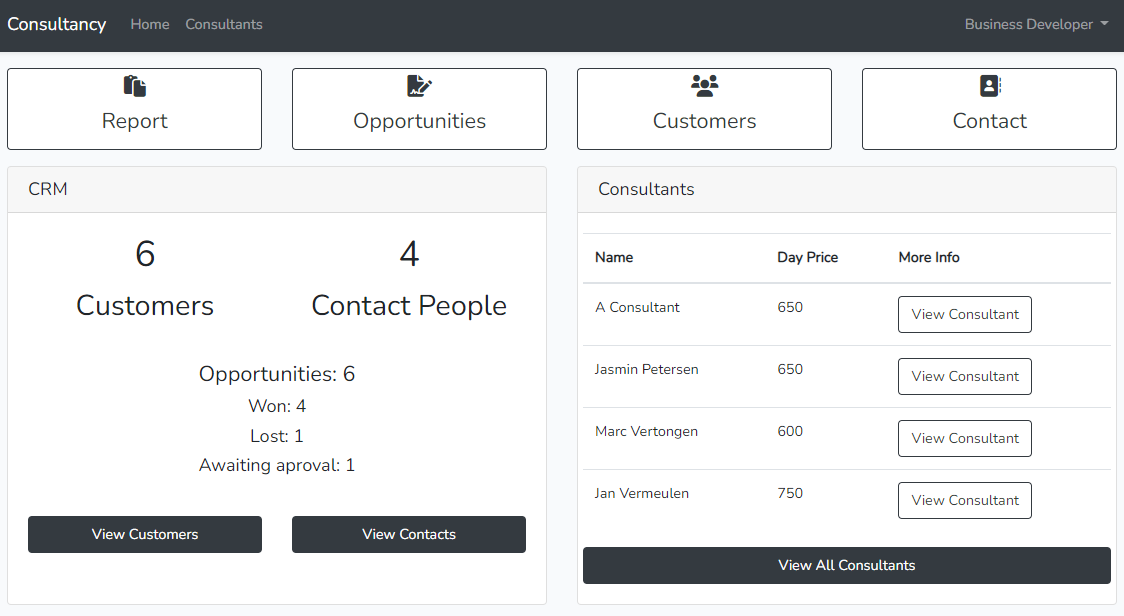 Consultancy Home Consultants Business Developer
Report Opportunities Customers Contact
CRM
6 4
Customers Contact People
Opportunities: 6
Won: 4
Lost: 1
Awaiting aproval: 1
View Customers View Contacts
Consultants
Name Day Price More Info
A Consultant 650 View Consultant
Jasmin Petersen 650 View Consultant
Marc Vertongen 600 View Consultant
Jan Vermeulen 750 View Consultant
View All Consultants